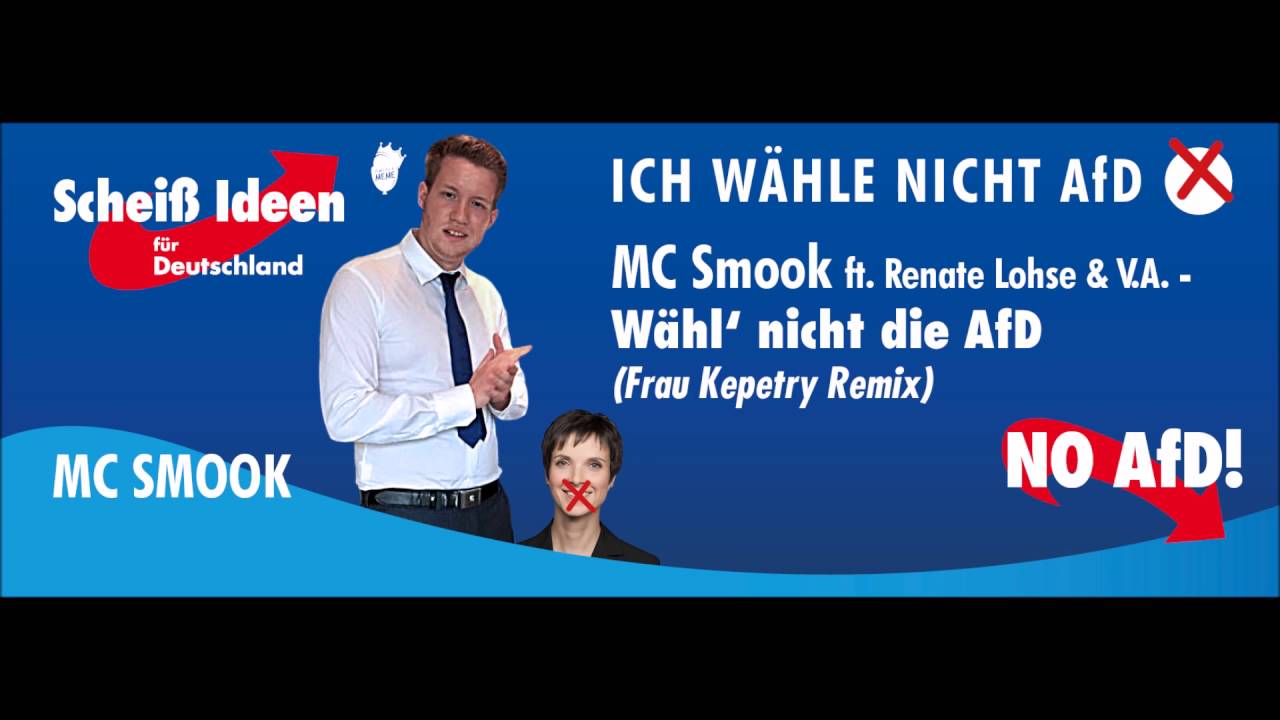 Scheiß Ideen
für
Deutschland
MEME
MC SMOOK
ICH WÄHLE NICHT AfD
MC Smook ft. Renate Lohse & V.A. -
Wähl‘ nicht die AfD
(Frau Kepetry Remix)
NO AfD!